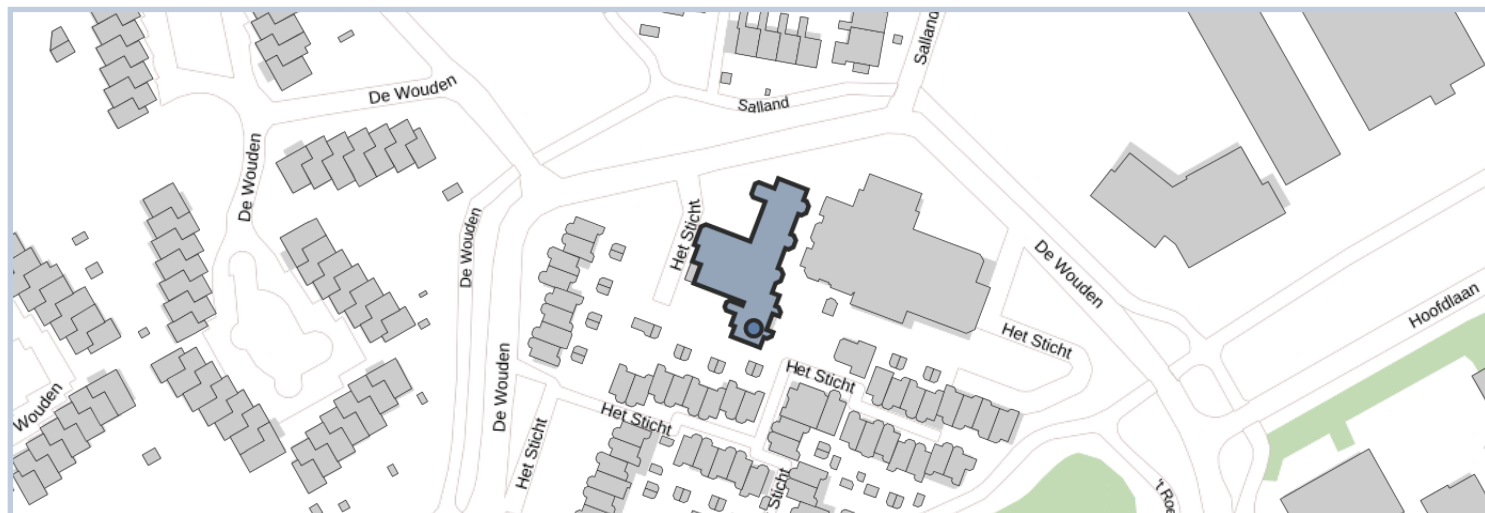 Salland
De Wouden
Salland
De Wouden
De Wouden
Het Sticht
De Wouden
Hoofdlaan
Het Sticht
De Wouden
Het Sticht
Wouden
Het Sticht
Het Sticht
Sticht
't Roe